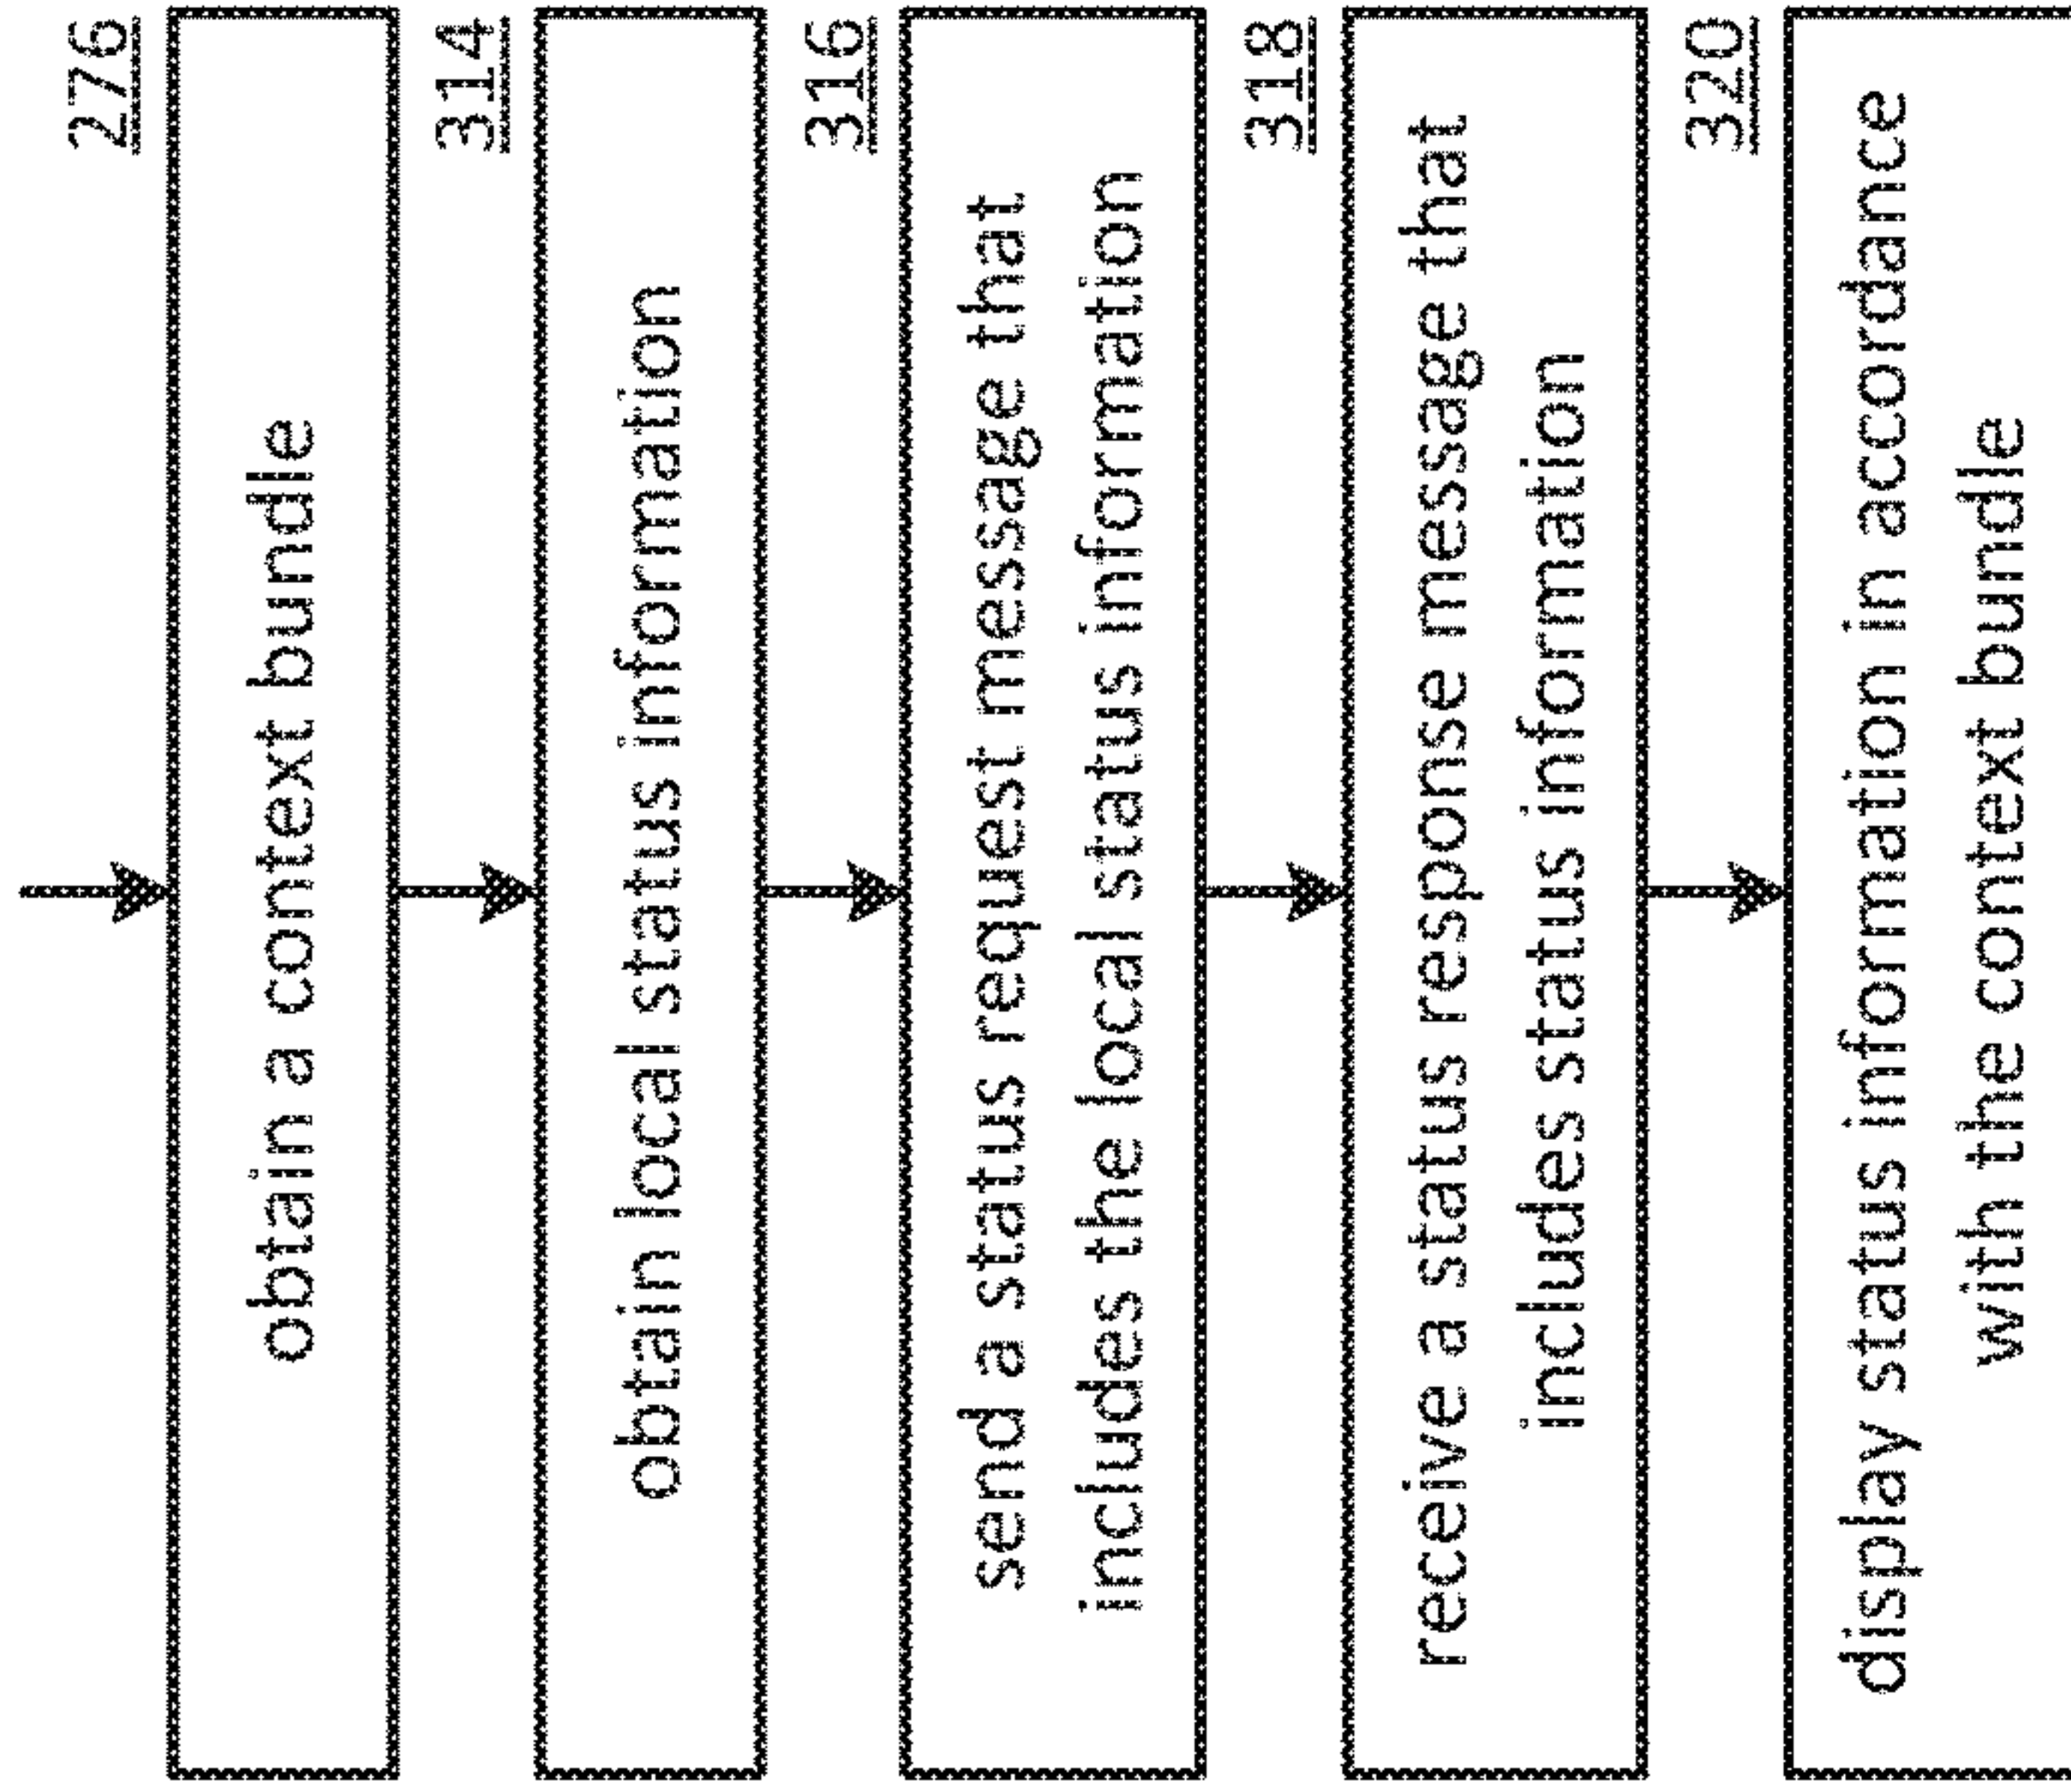 276
obtain a context bundle
314
obtain local status information
316
send a status request message that
includes the local status information
318
receive a status response message that
includes status information
320
display status information in accordance
with the context bundle